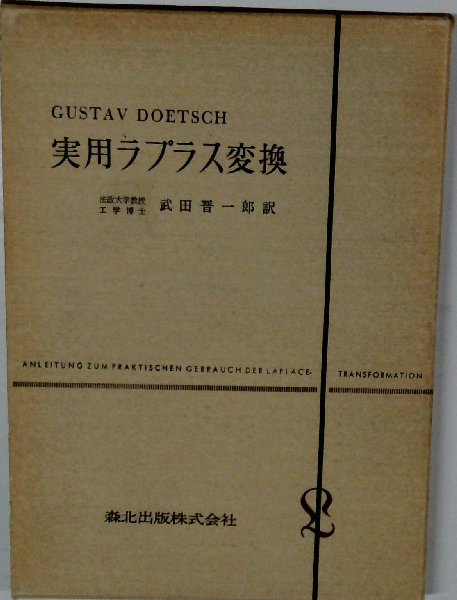 GUSTAV DOETSCH
実用ラプラス変換
法政大学教授
工学博士 武田晋一郎訳
ANLEITUNG ZUM PRAKTISCHEN GEBRAUCH DER LAPLACE- TRANSFORMATION
森北出版株式会社